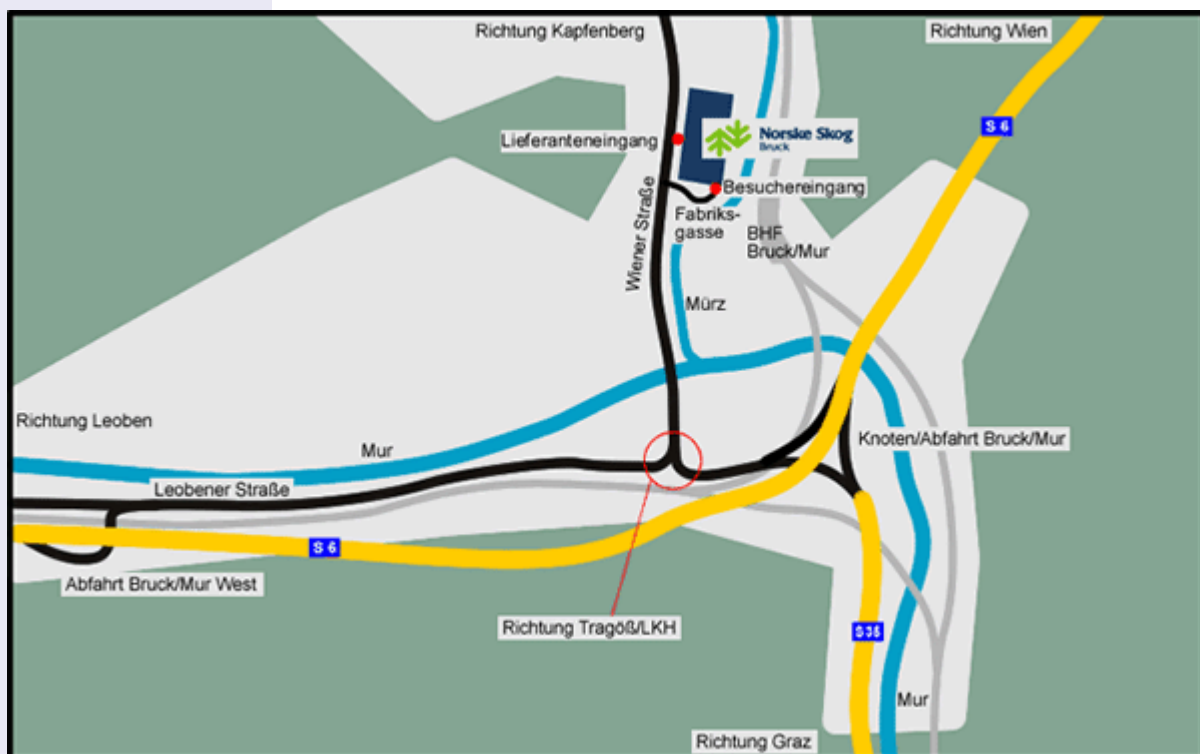 Richtung Kapfenberg
Richtung Wien
S 6
Lieferanteneingang
Norske Skog
Bruck
Besuchereingang
Wiener Straße
Fabriks-
gasse
BHF
Bruck/Mur
Mürz
Richtung Leoben
Mur
Knoten/Abfahrt Bruck/Mur
Leobener Straße
S 6
Abfahrt Bruck/Mur West
Richtung Tragöß/LKH
S35
Mur
Richtung Graz